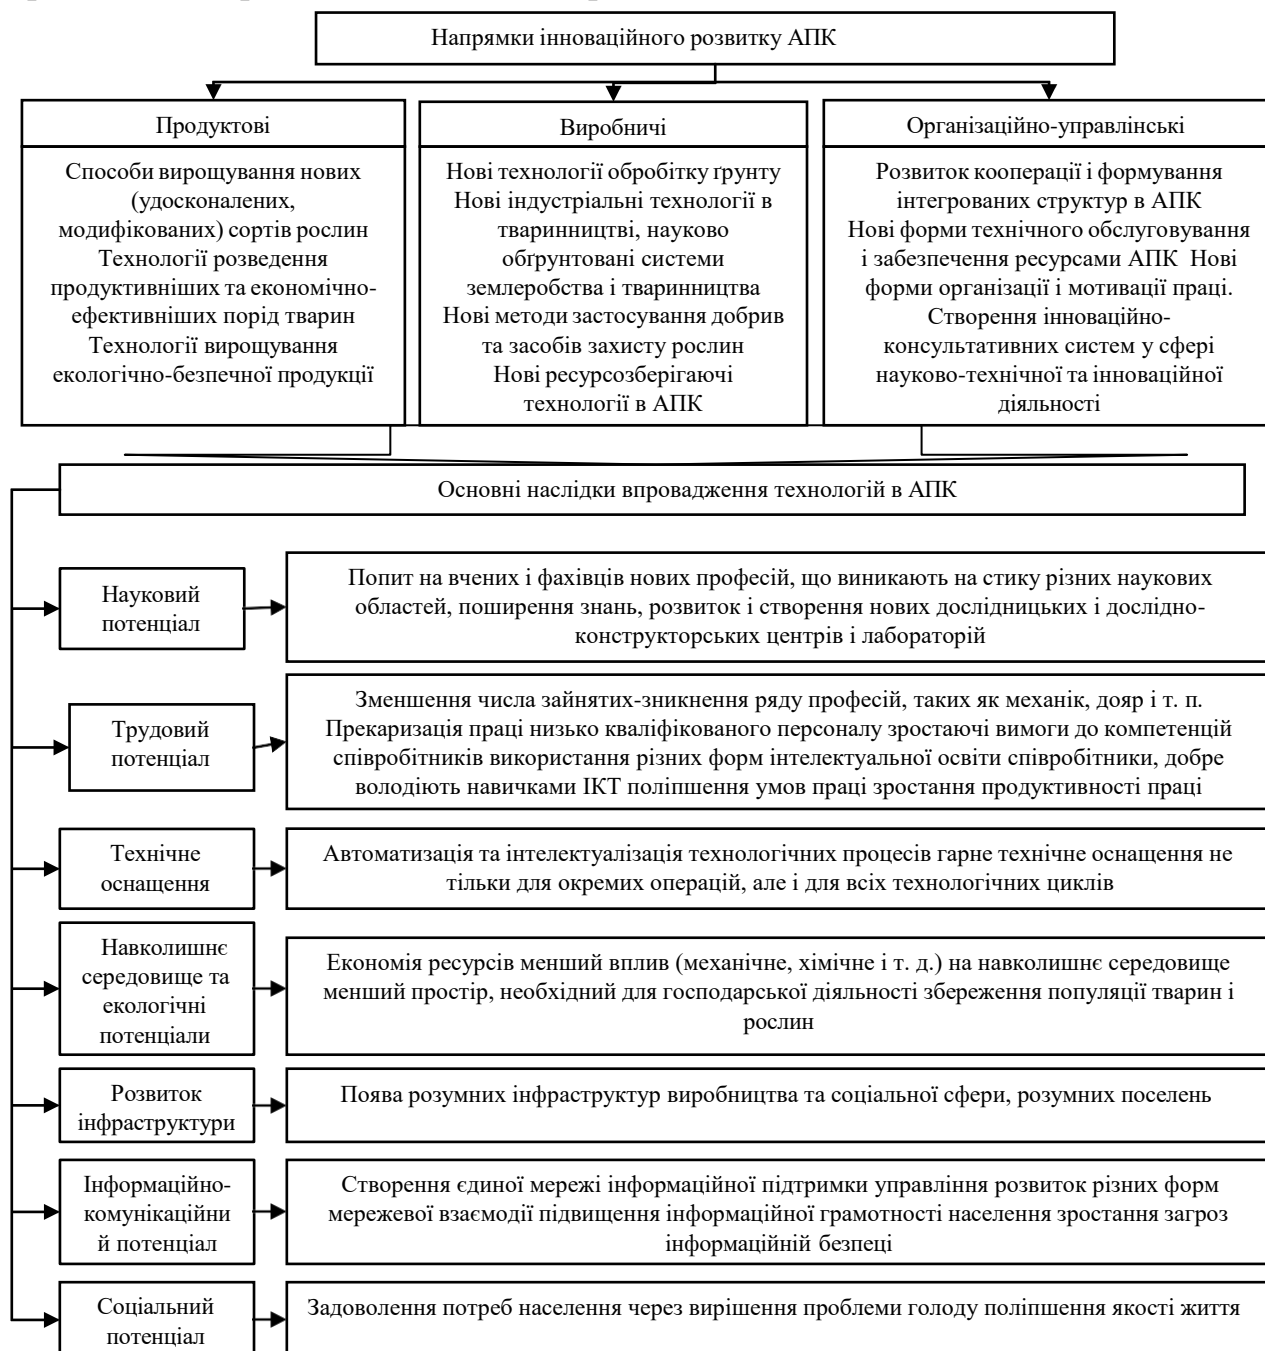 Напрямки інноваційного розвитку АПК
Продуктові
Способи вирощування нових
(удосконалених,
модифікованих) сортів рослин
Технології розведення
продуктивніших та економічно-
ефективніших порід тварин
Технології вирощування
екологічно-безпечної продукції
Виробничі
Нові технології обробітку ґрунту
Нові індустріальні технології в
тваринництві, науково
обґрунтовані системи
землеробства і тваринництва
Нові методи застосування добрив
та засобів захисту рослин
Нові ресурсозберігаючі
технології в АПК
Організаційно-управлінські
Розвиток кооперації і формування
інтегрованих структур в АПК
Нові форми технічного обслуговування
і забезпечення ресурсами АПК Нові
форми організації і мотивації праці.
Створення інноваційно-
консультативних систем у сфері
науково-технічної та інноваційної
діяльності
Основні наслідки впровадження технологій в АПК
Науковий
потенціал
Попит на вчених і фахівців нових професій, що виникають на стику різних наукових
областей, поширення знань, розвиток і створення нових дослідницьких і дослідно-
конструкторських центрів і лабораторій
Трудовий
потенціал
Зменшення числа зайнятих-зникнення ряду професій, таких як механік, дояр і т. п.
Прекаризація праці низько кваліфікованого персоналу зростаючі вимоги до компетенцій
співробітників використання різних форм інтелектуальної освіти співробітники, добре
володіють навичками ІКТ поліпшення умов праці зростання продуктивності праці
Технічне
оснащення
Автоматизація та інтелектуалізація технологічних процесів гарне технічне оснащення не
тільки для окремих операцій, але і для всіх технологічних циклів
Навколишнє
середовище та
екологічні
потенціали
Економія ресурсів менший вплив (механічне, хімічне і т. д.) на навколишнє середовище
менший простір, необхідний для господарської діяльності збереження популяції тварин і
рослин
Розвиток
інфраструктури
Поява розумних інфраструктур виробництва та соціальної сфери, розумних поселень
Інформаційно-
комунікаційни
й потенціал
Створення єдиної мережі інформаційної підтримки управління розвиток різних форм
мережевої взаємодії підвищення інформаційної грамотності населення зростання загроз
інформаційній безпеці
Соціальний
потенціал
Задоволення потреб населення через вирішення проблеми голоду поліпшення якості життя